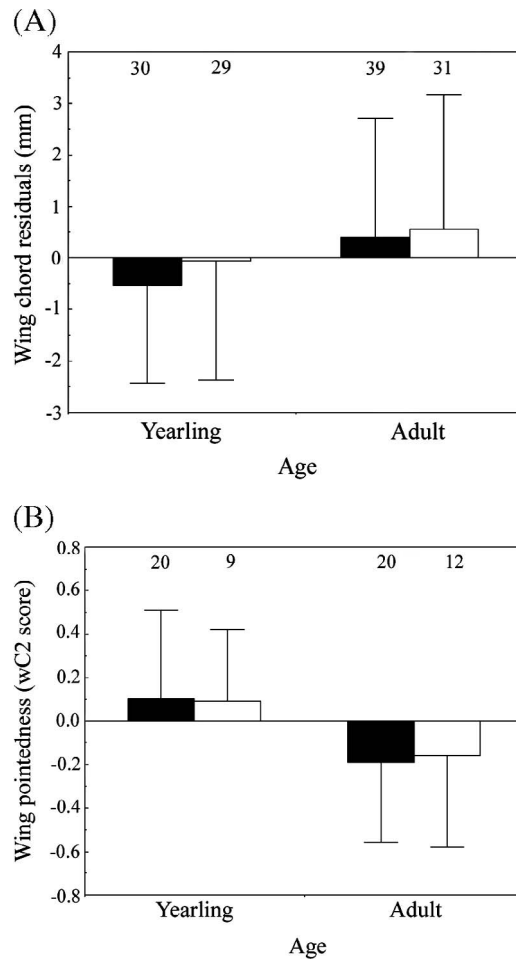 (A)
Wing chord residuals (mm)
4
3
2
1
0
-1
-2
-3
30 29 39 31
Yearling Adult
Age
(B)
Wing pointedness (wC2 score)
0.8
0.6
0.4
0.2
0.0
-0.2
-0.4
-0.6
-0.8
20 9 20 12
Yearling Adult
Age